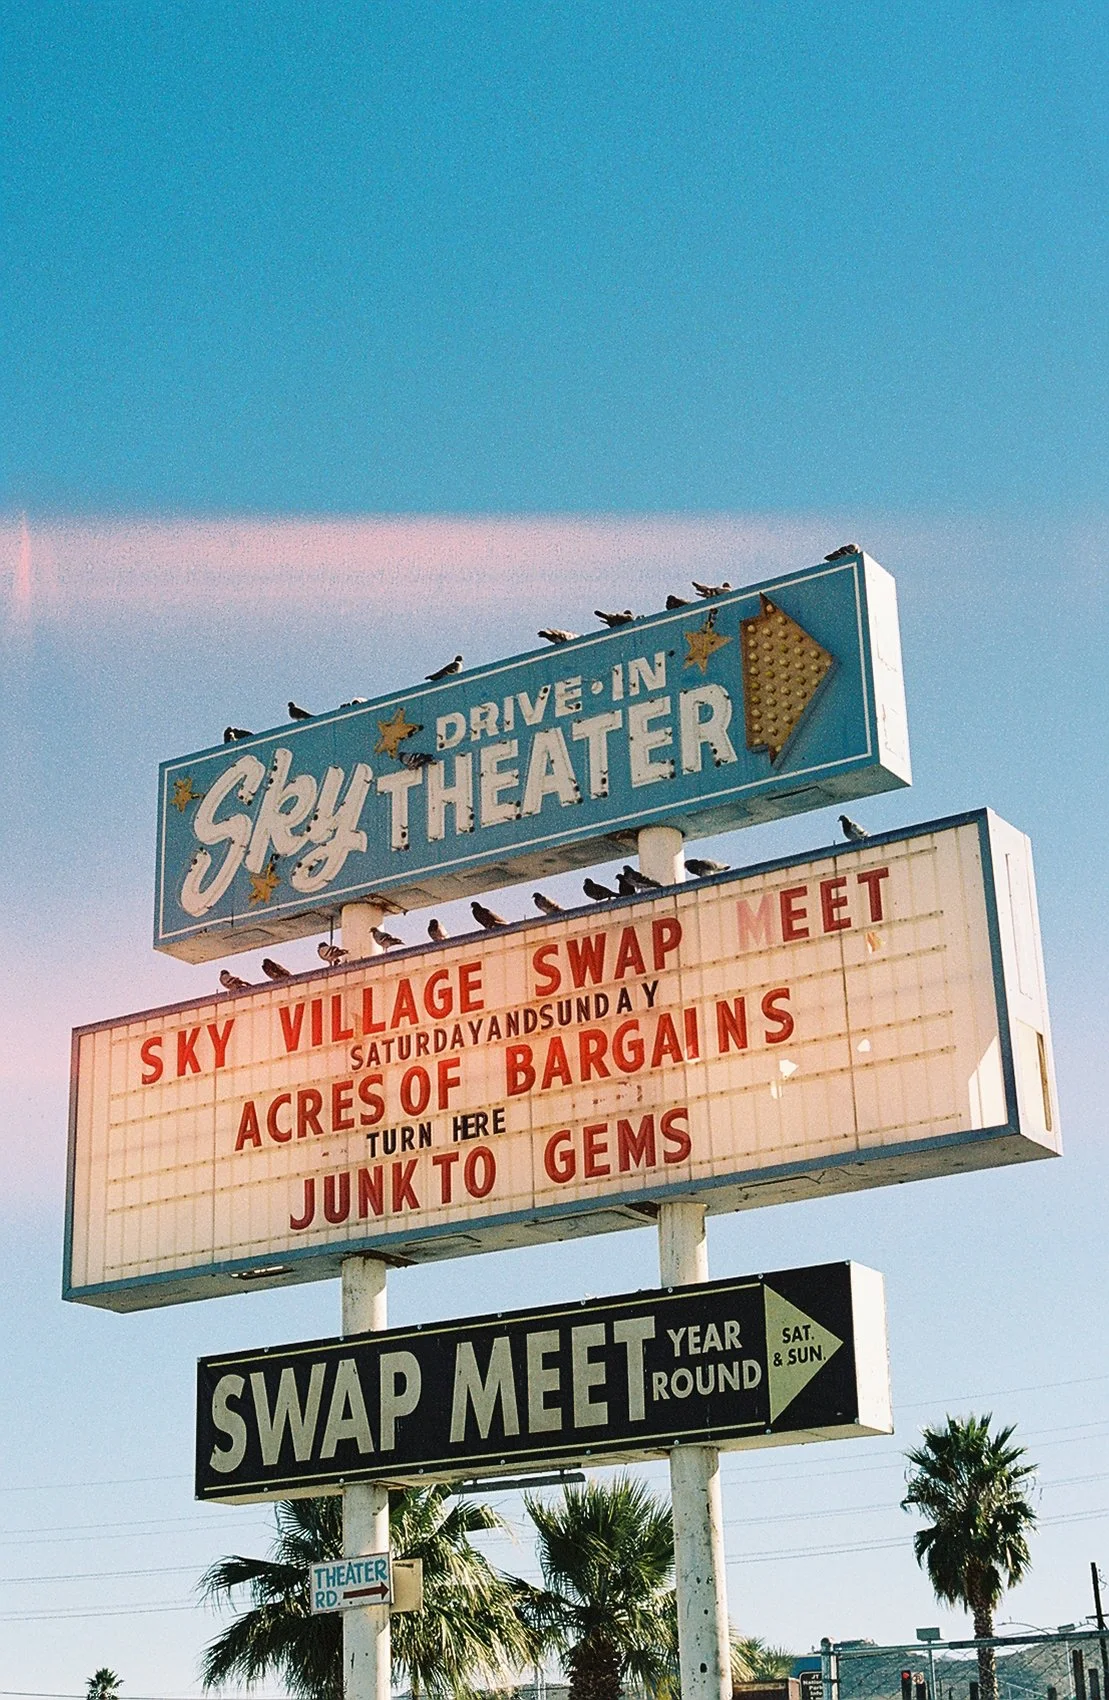 DRIVE-IN
Sky THEATER
SKY VILLAGE SWAP MEET
SATURDAYANDSUNDAY
ACRES OF BARGAINS
TURN HERE
JUNK TO GEMS
SWAP MEET
YEAR
ROUND
SAT.
& SUN.
THEATER
RD.